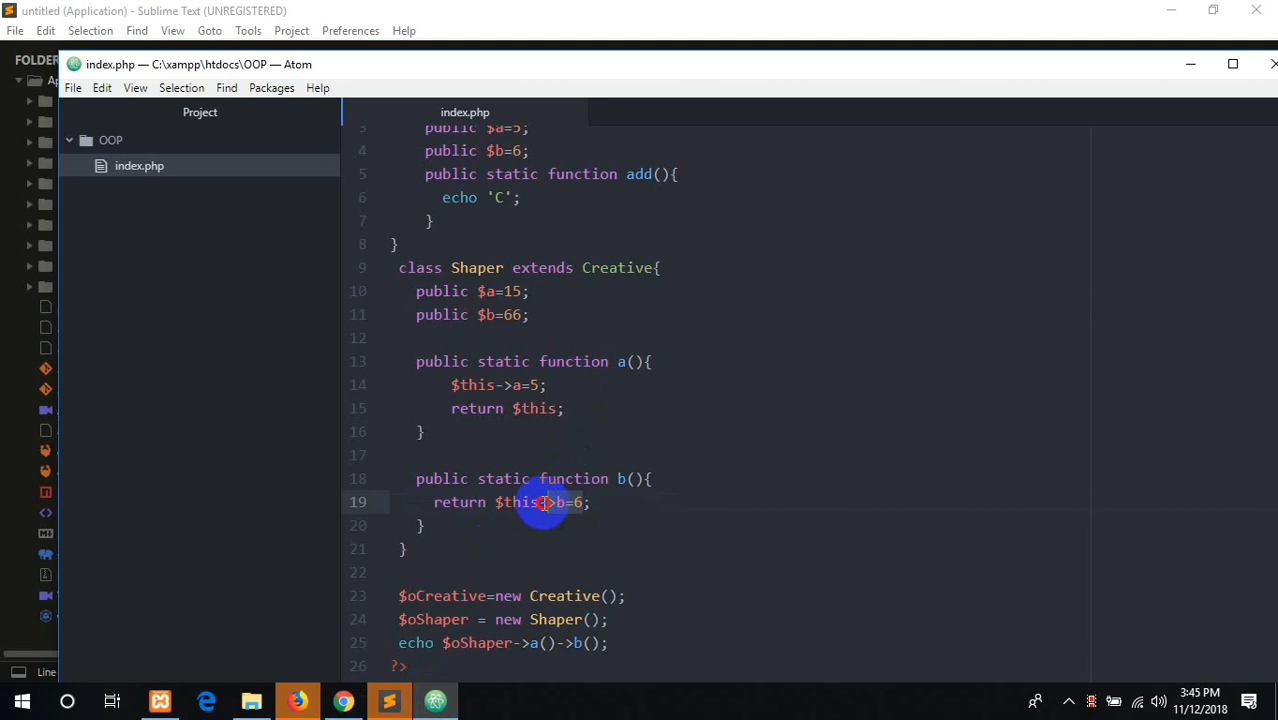 untitled (Application) - Sublime Text (UNREGISTERED)
File Edit Selection Find View Goto Tools Project Preferences Help
FOLDER
index.php — C:\xampp\htdocs\OOP — Atom
File Edit View Selection Find Packages Help
Project
index.php
OOP
index.php
3 public $a=5;
4 public $b=6;
5 public static function add(){
6 echo 'C';
7 }
8 }
9 class Shaper extends Creative{
10 public $a=15;
11 public $b=66;
12
13 public static function a(){
14 $this->a=5;
15 return $this;
16 }
17
18 public static function b(){
19 return $this->b=6;
20 }
21 }
22
23 $oCreative=new Creative();
24 $oShaper = new Shaper();
25 echo $oShaper->a()->b();
26 ?>
Line
3:45 PM
11/12/2018